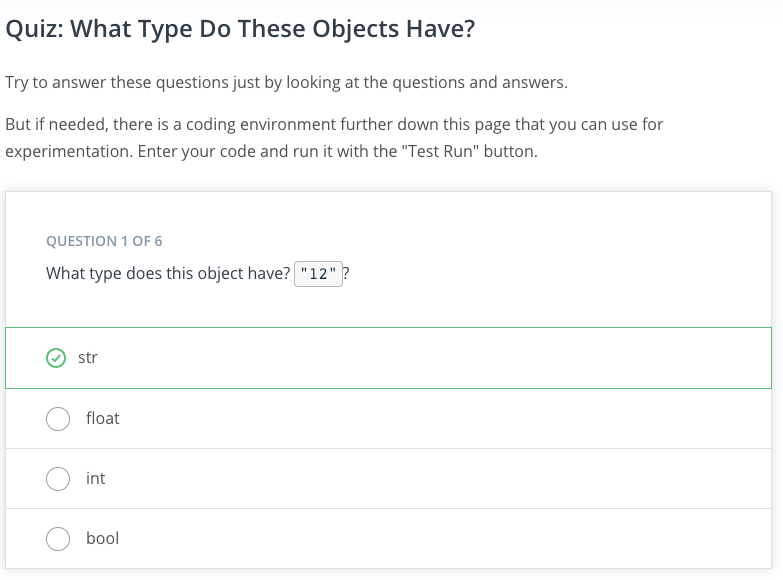 Quiz: What Type Do These Objects Have?
Try to answer these questions just by looking at the questions and answers.
But if needed, there is a coding environment further down this page that you can use for
experimentation. Enter your code and run it with the "Test Run" button.
QUESTION 1 OF 6
What type does this object have? "12" ?
str
float
int
bool